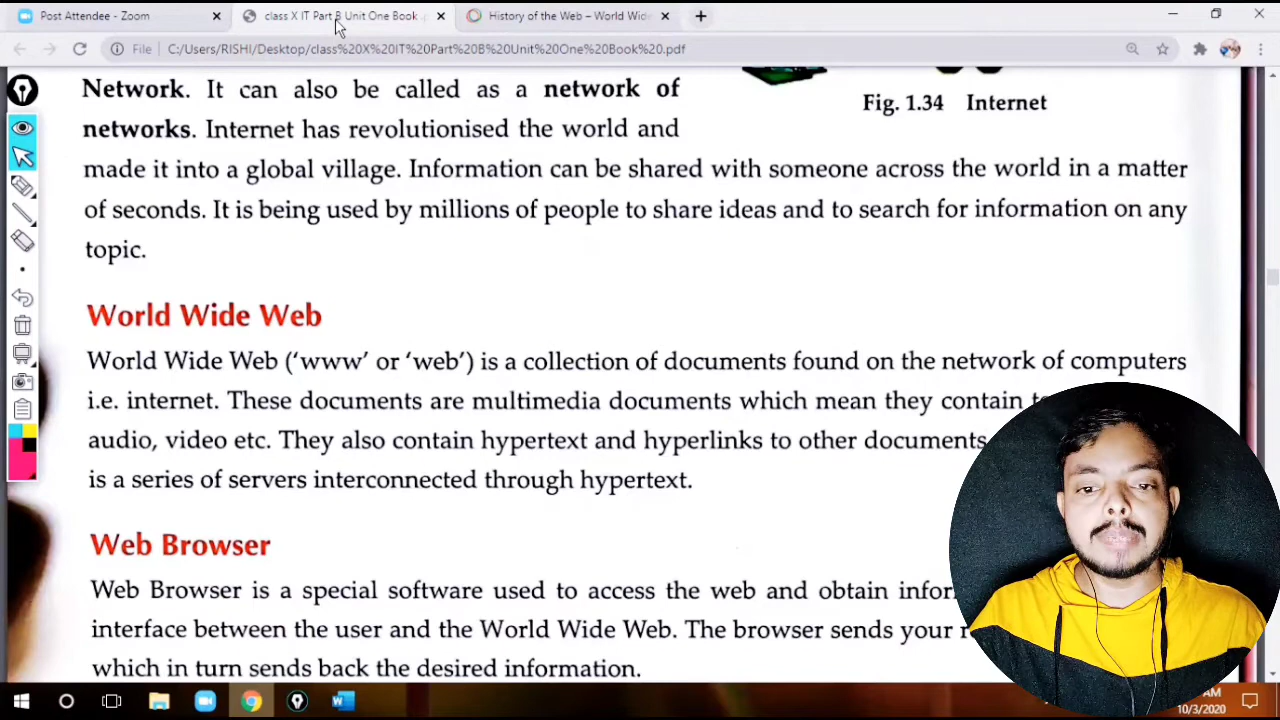 Post Attendee - Zoom
class X IT Part B Unit One Book
History of the Web – World Wide
File C:/Users/RISHI/Desktop/class%20X%20IT%20Part%20B%20Unit%20One%20Book%20.pdf
Network. It can also be called as a network of
networks. Internet has revolutionised the world and
Fig. 1.34 Internet
made it into a global village. Information can be shared with someone across the world in a matter
of seconds. It is being used by millions of people to share ideas and to search for information on any
topic.
World Wide Web
World Wide Web ('www' or 'web') is a collection of documents found on the network of computers
i.e. internet. These documents are multimedia documents which mean they contain
audio, video etc. They also contain hypertext and hyperlinks to other documents
is a series of servers interconnected through hypertext.
Web Browser
Web Browser is a special software used to access the web and obtain
interface between the user and the World Wide Web. The browser sends your
which in turn sends back the desired information.
AM
10/3/2020